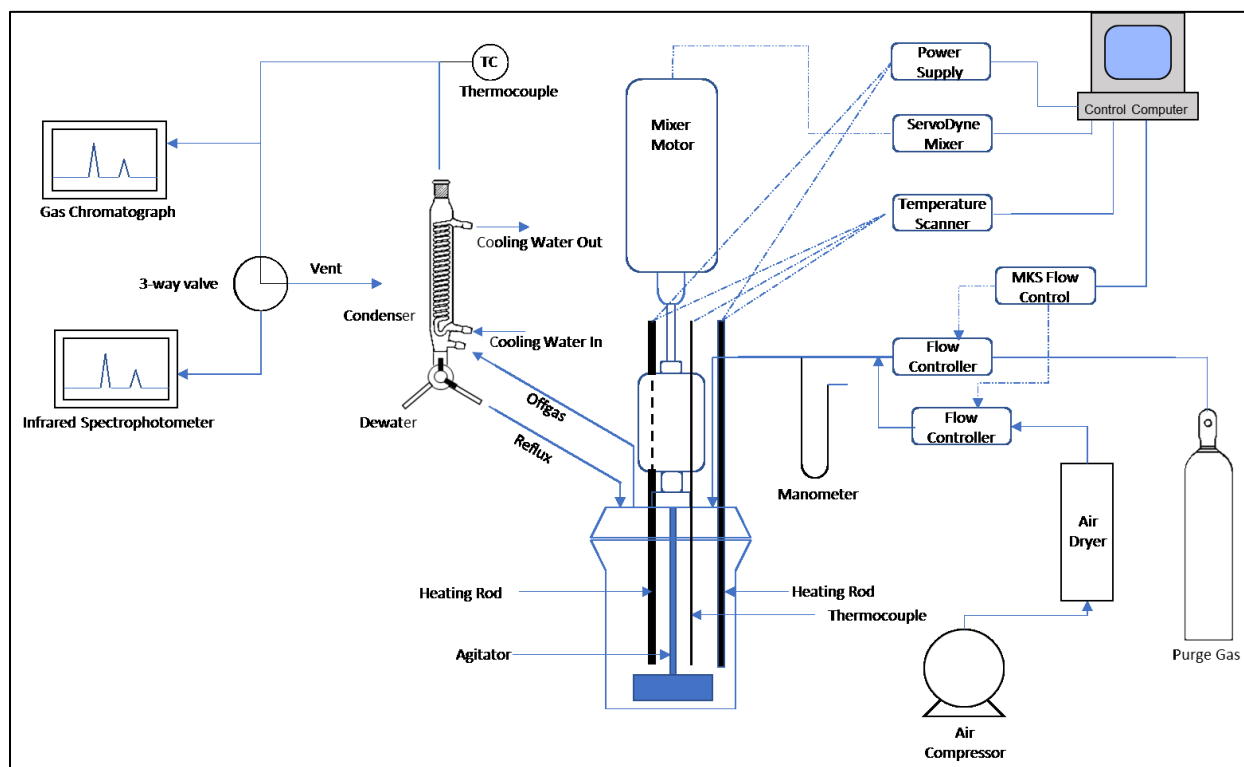 TC
Thermocouple
Power
Supply
Control Computer
Mixer
Motor
ServoDyne
Mixer
Gas Chromatograph
Temperature
Scanner
Cooling Water Out
3-way valve
Vent
MKS Flow
Control
Condenser
Cooling Water In
Flow
Controller
Infrared Spectrophotometer
Dewater
Offgas
Reflux
Flow
Controller
Manometer
Air
Dryer
Heating Rod
Heating Rod
Thermocouple
Agitator
Purge Gas
Air
Compressor